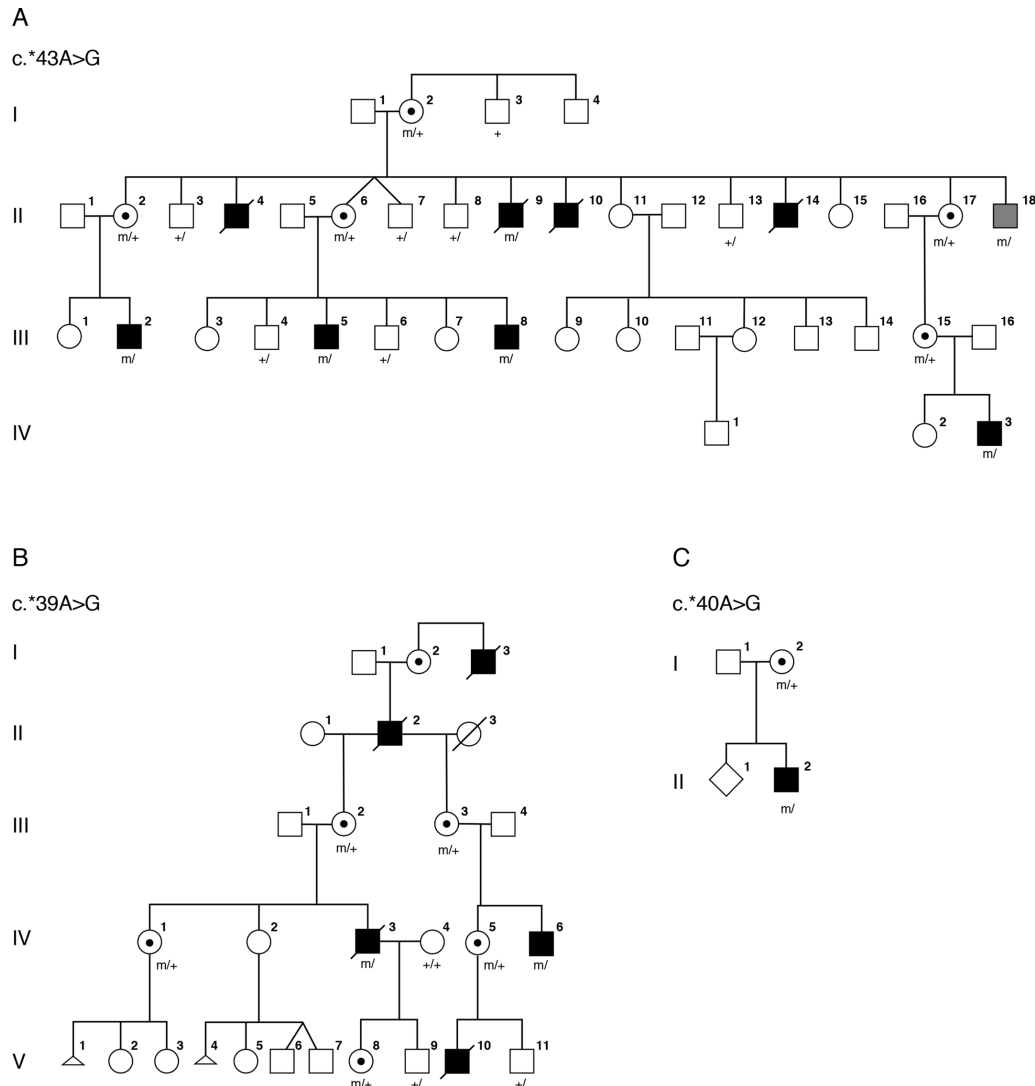 A
c.*43A>G
I
1 2 3 4
m/+ +
II
1 2 3 4 5 6 7 8 9 10 11 12 13 14 15 16 17 18
m/+ +/ m/+ +/ +/ m/ +/ m/+ m/
III
1 2 3 4 5 6 7 8 9 10 11 12 13 14 15 16
m/ +/ m/ +/ m/ m/+
IV
1 2 3
m/
B
c.*39A>G
I
1 2 3
II
1 2 3
III
1 2 3 4
m/+ m/+
IV
1 2 3 4 5 6
m/+ m/ +/+ m/+ m/
V
1 2 3 4 5 6 7 8 9 10 11
m/+ +/ +/
C
c.*40A>G
I
1 2
m/+
II
1 2
m/